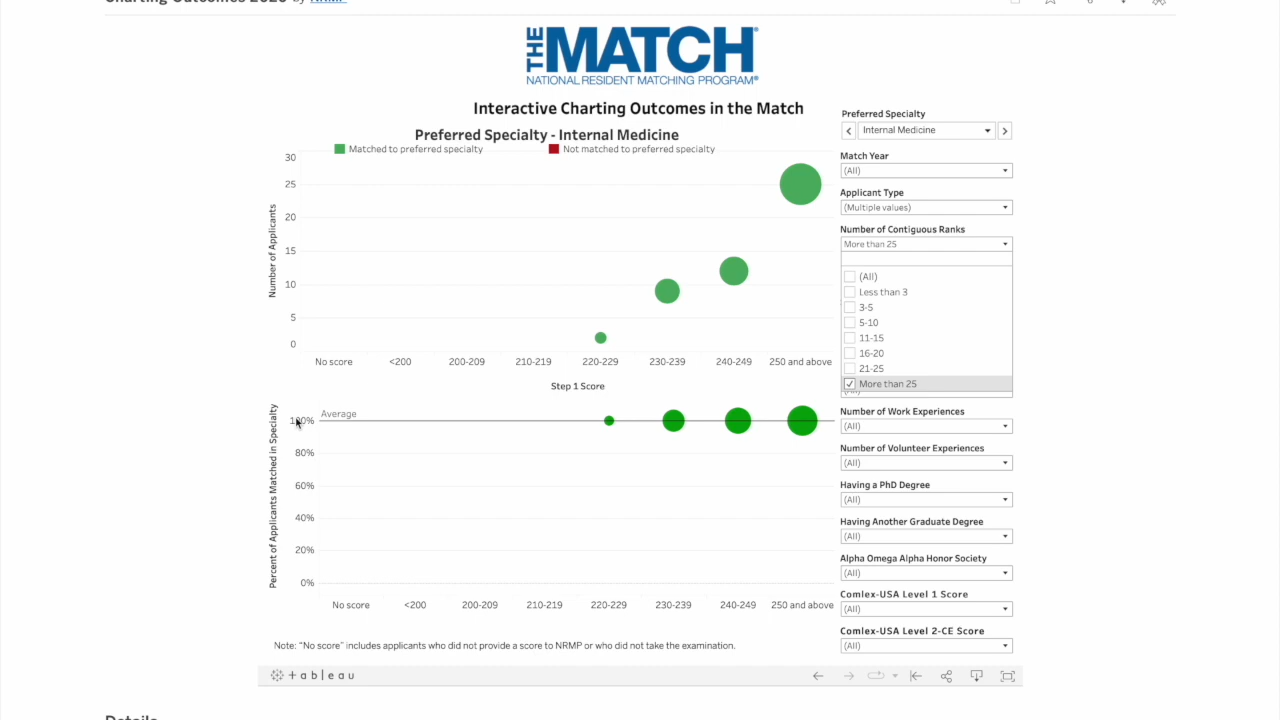 by NRMP
THE MATCH
NATIONAL RESIDENT MATCHING PROGRAM®
Interactive Charting Outcomes in the Match
Preferred Specialty - Internal Medicine
Matched to preferred specialty
Not matched to preferred specialty
Number of Applicants
30
25
20
15
10
5
0
No score
<200
200-209
210-219
220-229
230-239
240-249
250 and above
Step 1 Score
Percent of Applicants Matched in Specialty
Average
100%
80%
60%
40%
20%
0%
No score
<200
200-209
210-219
220-229
230-239
240-249
250 and above
Note: “No score” includes applicants who did not provide a score to NRMP or who did not take the examination.
Preferred Specialty
Internal Medicine
Match Year
(All)
Applicant Type
(Multiple values)
Number of Contiguous Ranks
More than 25
(All)
Less than 3
3-5
5-10
11-15
16-20
21-25
More than 25
Number of Work Experiences
(All)
Number of Volunteer Experiences
(All)
Having a PhD Degree
(All)
Having Another Graduate Degree
(All)
Alpha Omega Alpha Honor Society
(All)
Comlex-USA Level 1 Score
(All)
Comlex-USA Level 2-CE Score
(All)
+ a b l e a u
Details